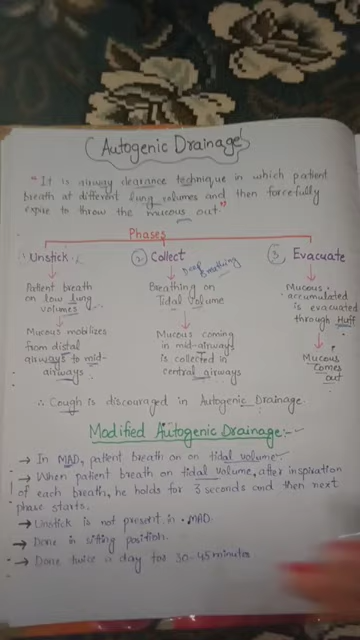 Autogenic Drainage
"It is airway clearance technique in which patient
breath at different lung volumes and then forcefully
expire to throw the mucous out"
Phases
① Unstick
Patient breath
on low lung
volumes
Mucous mobilizes
from distal
airways to mid-
airways
② Collect
Deep breathing
Breathing on
Tidal volume
Mucous coming
in mid-airways
is collected in
central airways
③ Evacuate
Mucous
accumulated
is evacuated
through Huff
Mucous
comes
out
∴ Cough is discouraged in Autogenic Drainage
Modified Autogenic Drainage:-
→ In MAD, patient breath on on tidal volume
→ When patient breath on tidal volume, after inspiration
of each breath, he holds for 3 seconds and then next
phase starts.
→ Unstick is not present in MAD
→ Done in sitting position.
→ Done twice a day for 30-45 minutes